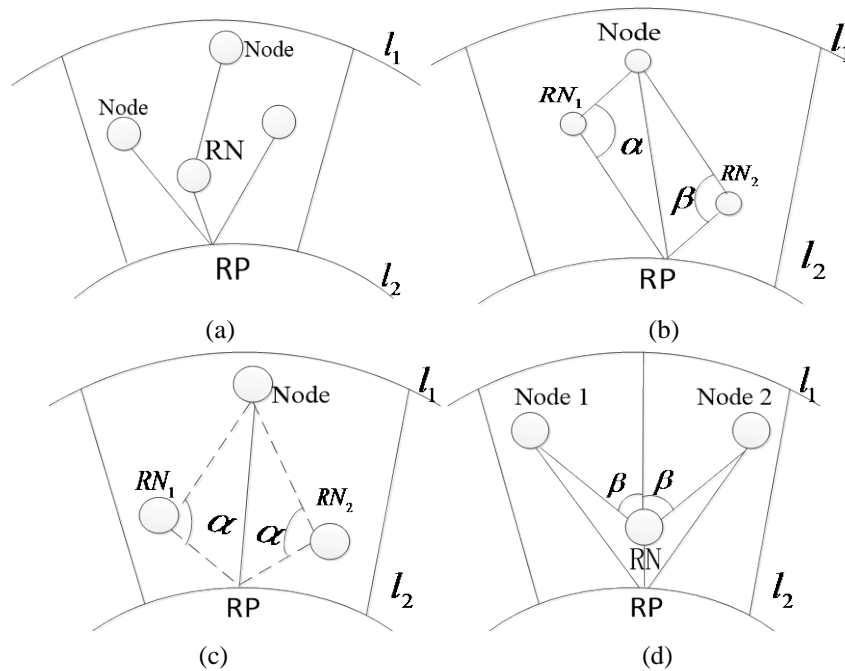 Node
l₁
Node
RN
RP
l₂
(a)
Node
l₁
RN₁
α
RN₂
β
l₂
RP
(b)
Node
l₁
RN₁
RN₂
α
α
l₂
RP
(c)
l₁
Node 1
Node 2
β
β
RN
l₂
RP
(d)